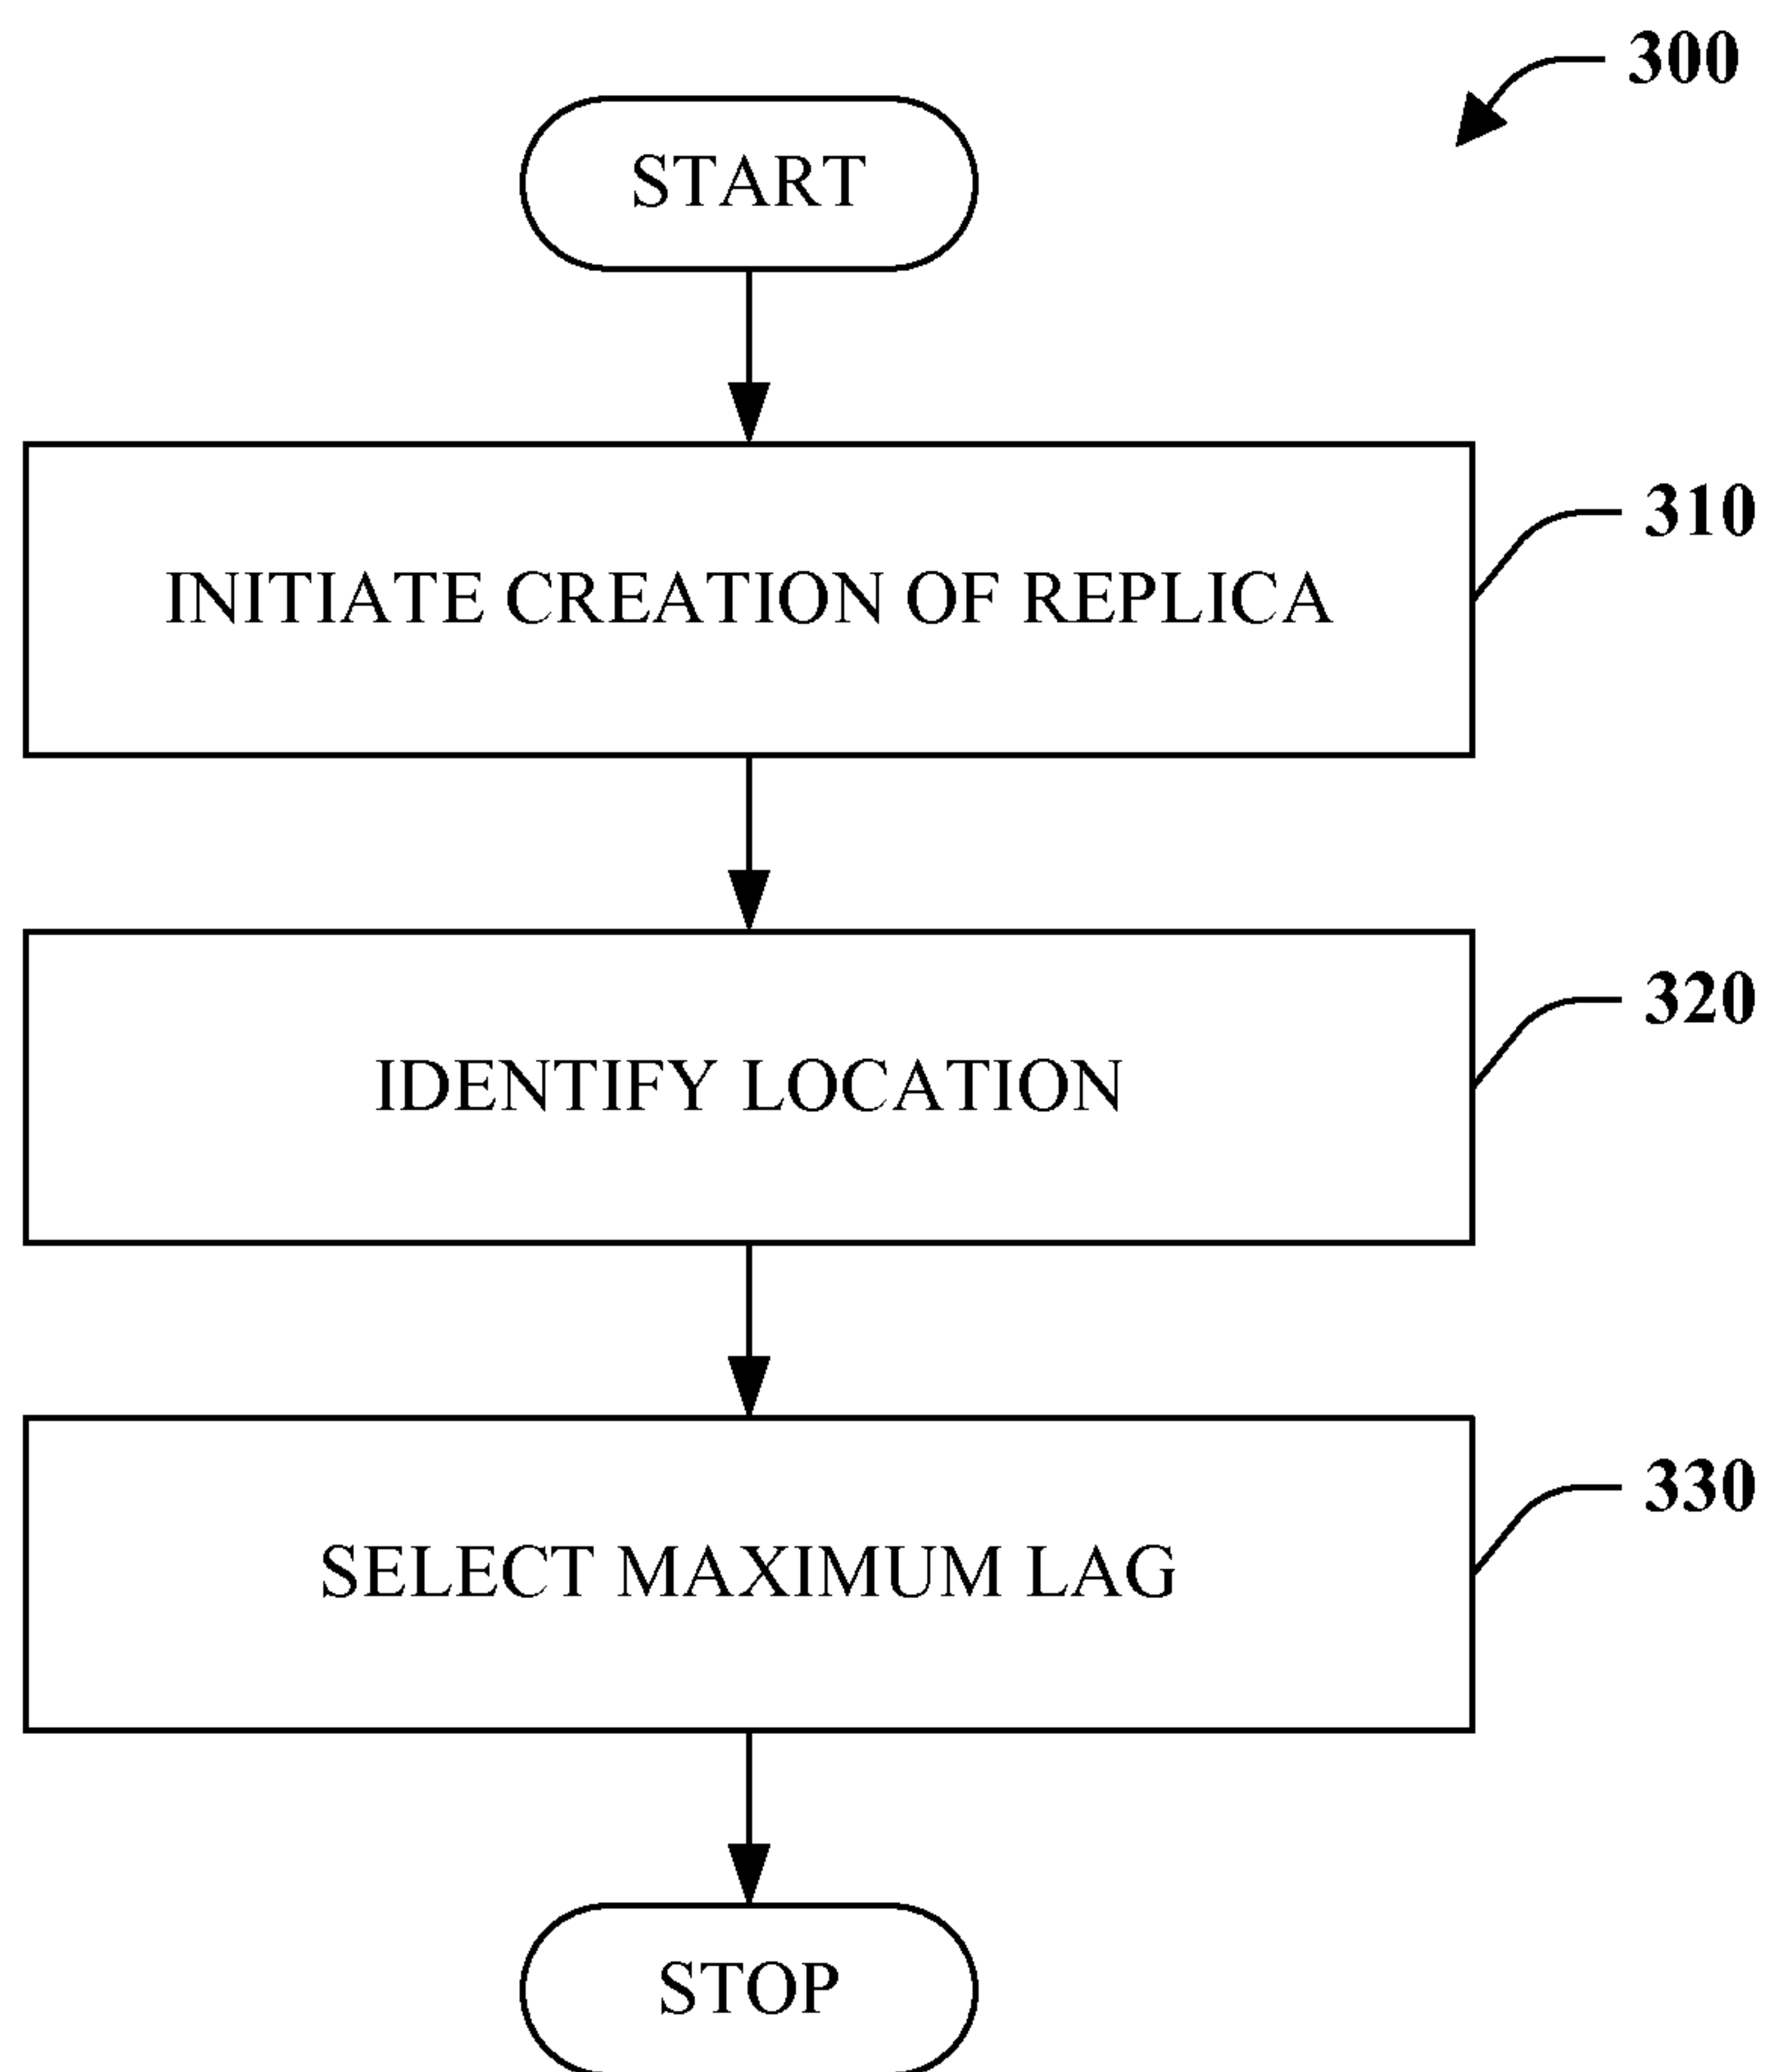 300
START
INITIATE CREATION OF REPLICA
310
IDENTIFY LOCATION
320
SELECT MAXIMUM LAG
330
STOP